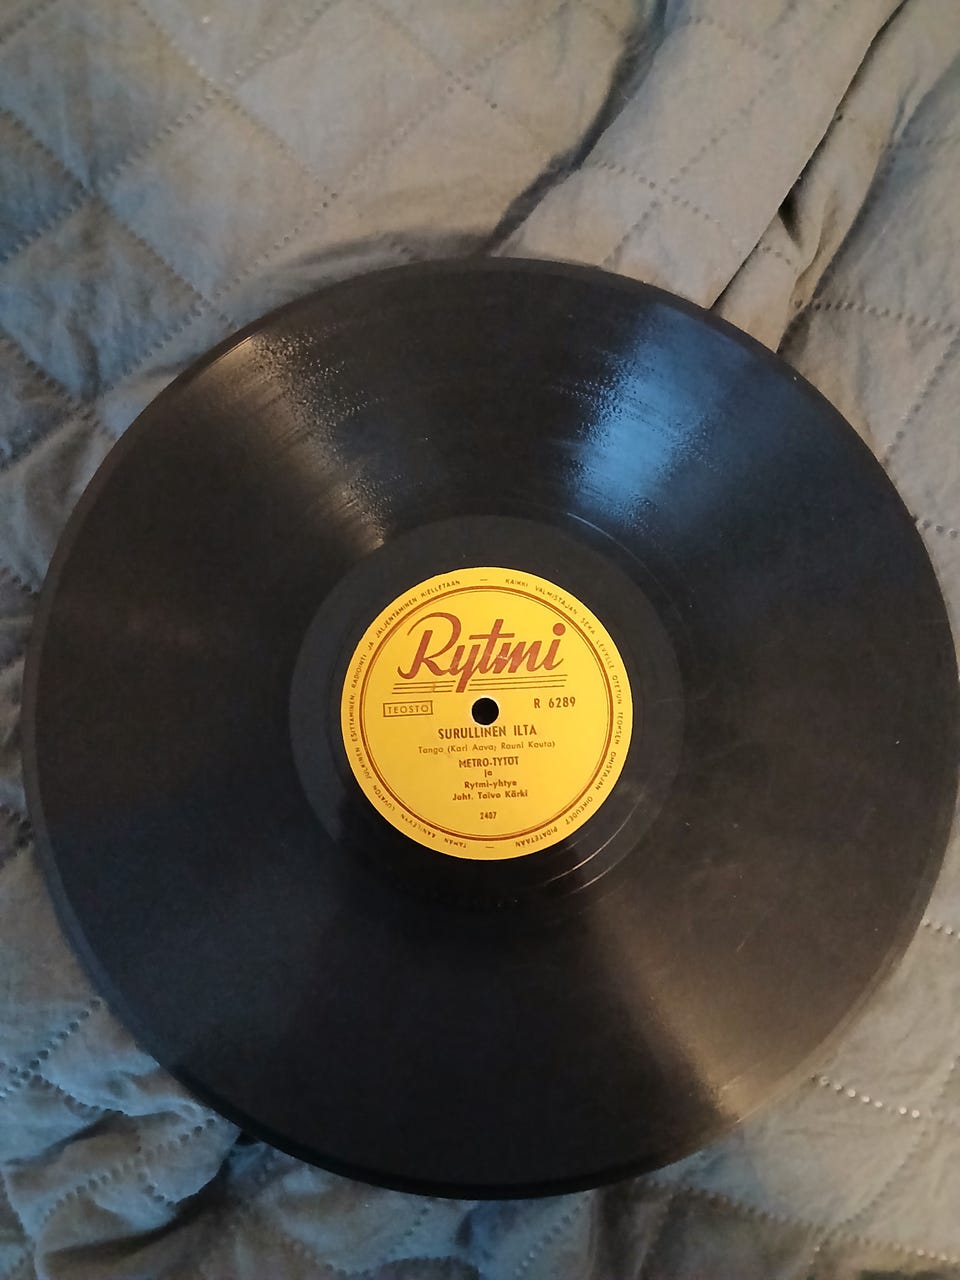 Rytmi
TEOSTO
R 6289
SURULLINEN ILTA
Tango (Kari Aava; Rauni Kouta)
METRO-TYTÖT
ja
Rytmi-yhtye
Joht. Toivo Kärki
2407
KAIKKI VALMISTAJAN SEKÄ LEVYLLE OTETUN TEOKSEN OMISTAJAN OIKEUDET PIDÄTETÄÄN — TÄMÄN ÄÄNILEVYN LUVATON JULKINEN ESITTÄMINEN, RADIOINTI JA JÄLJENTÄMINEN KIELLETÄÄN —